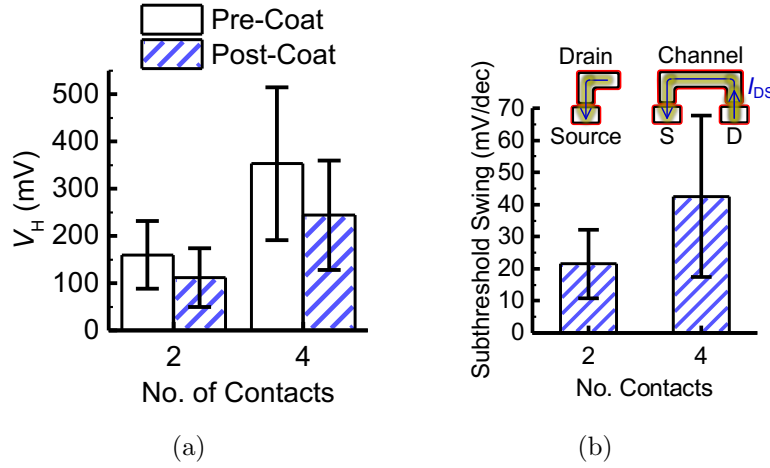 Pre-Coat
Post-Coat
V_H (mV)
500
400
300
200
100
0
2
4
No. of Contacts
(a)
Drain
Channel
I_DS
Source
S
D
Subthreshold Swing (mV/dec)
70
60
50
40
30
20
10
0
2
4
No. Contacts
(b)